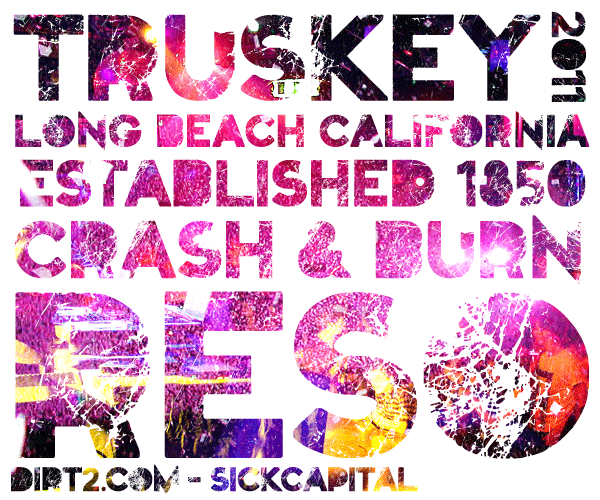 TRUSKEY 2011
LONG BEACH CALIFORNIA
ESTABLISHED 1850
CRASH & BURN
RESO
DIRT2.COM - SICKCAPITAL